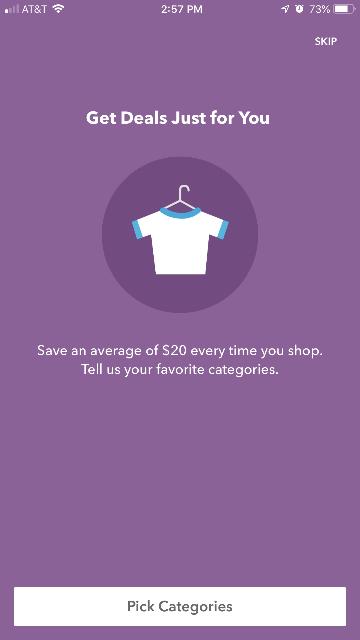 AT&T 2:57 PM 73%
SKIP
Get Deals Just for You
Save an average of $20 every time you shop.
Tell us your favorite categories.
Pick Categories